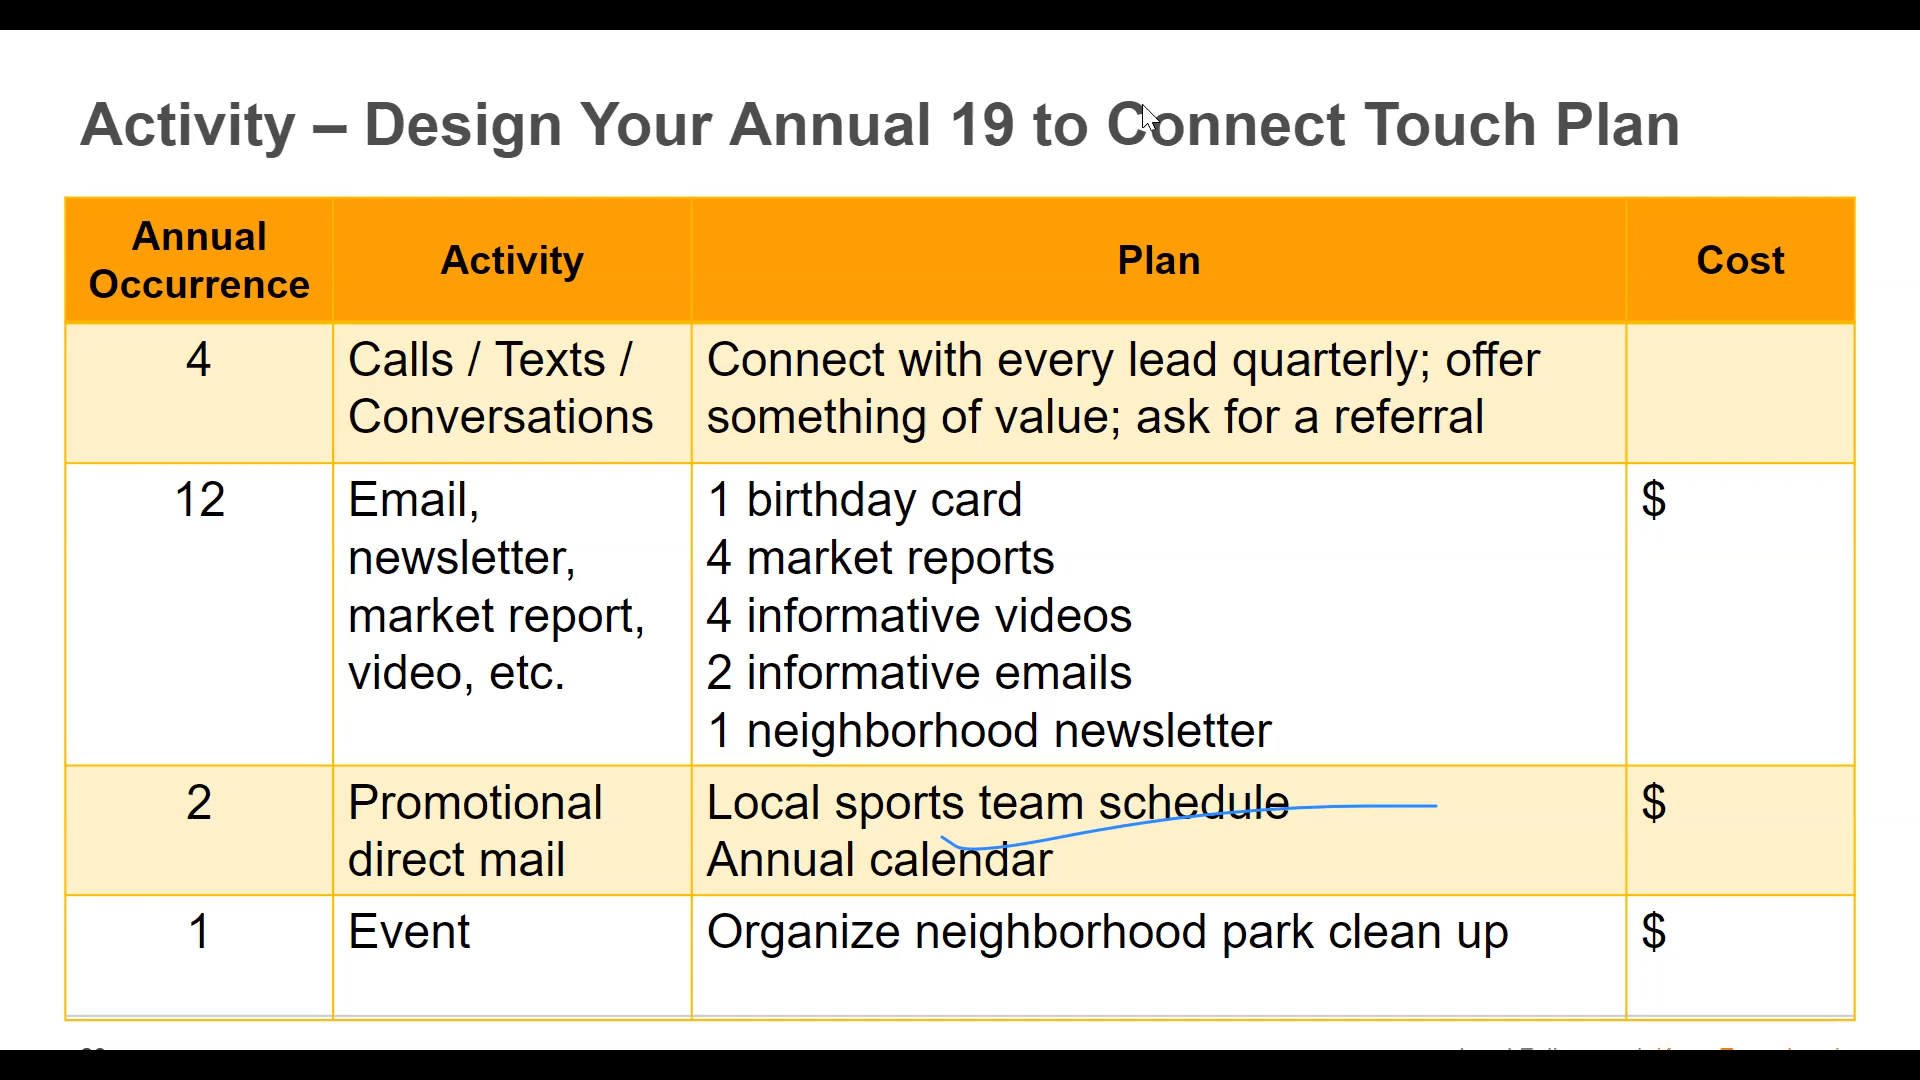 Activity – Design Your Annual 19 to Connect Touch Plan
Annual
Occurrence
Activity
Plan
Cost
4
Calls / Texts /
Conversations
Connect with every lead quarterly; offer
something of value; ask for a referral
12
Email,
newsletter,
market report,
video, etc.
1 birthday card
4 market reports
4 informative videos
2 informative emails
1 neighborhood newsletter
$
2
Promotional
direct mail
Local sports team schedule
Annual calendar
$
1
Event
Organize neighborhood park clean up
$